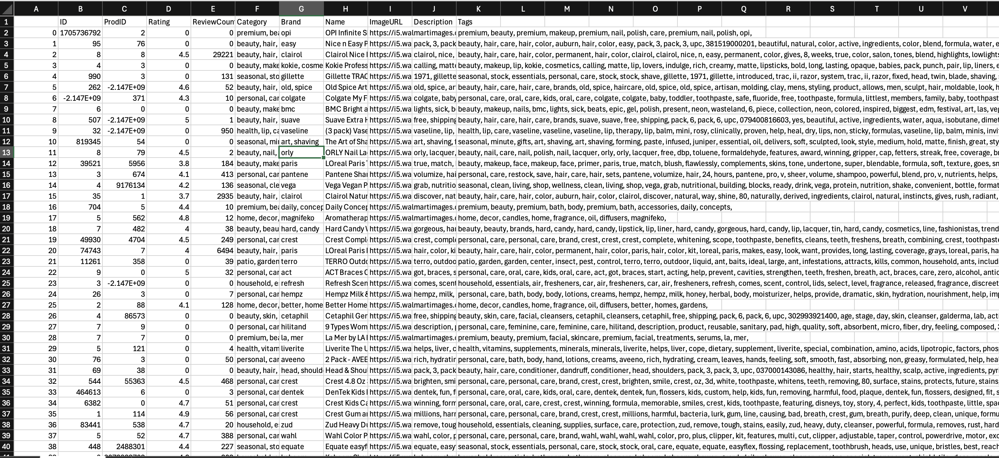 A B C D E F G H I J K L M N O P Q R S T U V
1 ID ProdID Rating ReviewCoun Category Brand Name ImageURL Description Tags
2 0 1705736792 2 0 0 premium, bea opi OPI Infinite S https://i5.walmartimages.c premium, beauty, premium, makeup, premium, nail, polish, care, premium, nail, polish, opi,
3 1 95 76 0 0 beauty, hair, easy Nice n Easy P https://i5.wa pack, 3, pack beauty, hair, care, hair, color, auburn, hair, color, easy, pack, 3, pack, 3, upc, 381519000201, beautiful, natural, color, active, ingredients, color, blend, formula, water, e
4 2 8 8 4.5 29221 beauty, hair, clairol Clairol Nice https://i5.wa clairol, nice, beauty, hair, care, hair, color, permanent, hair, color, clairol, clairol, nice, n, easy, permanent, color, gives, 8, weeks, true, color, salon, tones, blend, highlights, lowlights
5 3 4 3 0 0 beauty, make kokie, cosme Kokie Profess https://i5.wa calling, matte beauty, makeup, lip, kokie, cosmetics, calling, matte, lip, lovers, indulge, rich, creamy, matte, lipsticks, bold, long, lasting, opaque, babies, pack, punch, pair, lip, liners, e
6 4 990 3 0 131 seasonal, sto gillette Gillette TRAC https://i5.wa 1971, gillette seasonal, stock, essentials, personal, care, stock, stock, shave, gillette, 1971, gillette, introduced, trac, ii, razor, system, trac, ii, razor, fixed, head, twin, blade, shaving,
7 5 262 -2.147E+09 4.6 52 beauty, hair, old, spice Old Spice Art https://i5.wa old, spice, ar beauty, hair, care, hair, care, brands, old, spice, haircare, old, spice, old, spice, artisan, molding, clay, mens, styling, product, allows, men, sculpt, hair, moldable, look, h
8 6 -2.147E+09 371 4.3 10 personal, car colgate Colgate My F https://i5.wa colgate, baby personal, care, oral, care, kids, oral, care, colgate, colgate, baby, toddler, toothpaste, safe, fluoride, free, toothpaste, formula, littlest, members, family, baby, toothpast
9 7 6 0 0 0 beauty, make bmc BMC Bright a https://i5.wa lights, sick, b beauty, makeup, nails, bmc, lights, sick, beats, epic, gel, polish, present, neon, wasteland, 6, piece, collection, neon, colored, inspired, biggest, edm, festival, art, las, veg
10 8 507 -2.147E+09 5 1 beauty, hair, suave Suave Extra H https://i5.wa free, shipping beauty, hair, care, hair, care, brands, suave, suave, free, shipping, pack, 6, pack, 6, upc, 079400816603, yes, beautiful, active, ingredients, water, aqua, isobutane, dimet
11 9 32 -2.147E+09 0 950 health, lip, ca vaseline (3 pack) Vase https://i5.wa vaseline, lip, health, lip, care, vaseline, vaseline, vaseline, lip, therapy, lip, balm, mini, rosy, clinically, proven, help, heal, dry, lips, non, sticky, formulas, vaseline, lip, balm, minis, invi
12 10 819345 54 0 0 seasonal, min art, shaving The Art of Sha https://i5.wa art, shaving, f seasonal, minute, gifts, art, shaving, art, shaving, forming, paste, infused, juniper, essential, oil, delivers, soft, sculpted, look, style, medium, hold, matte, finish, great, sty
13 11 8 79 4.5 2 beauty, nail, orly ORLY Nail La https://i5.wa orly, lacquer, beauty, nail, care, nail, polish, nail, lacquer, orly, orly, lacquer, free, dbp, toluene, formaldehyde, features, award, winning, gripper, cap, fetters, streak, free, coverage, br
14 12 39521 5956 3.8 184 beauty, make paris LOreal Paris T https://i5.wa true, match, beauty, makeup, face, makeup, face, primer, paris, true, match, blush, flawlessly, complements, skins, tone, undertone, super, blendable, formula, soft, texture, goes, sm
15 13 3 674 4.1 413 personal, car pantene Pantene Shar https://i5.wa volumize, hai personal, care, restock, save, hair, care, hair, sets, pantene, volumize, hair, 24, hours, pantene, pro, v, sheer, volume, shampoo, powerful, blend, pro, v, nutrients, helps,
16 14 4 9176134 4.2 136 seasonal, cle vega Vega Vegan P https://i5.wa grab, nutritio seasonal, clean, living, shop, wellness, clean, living, shop, vega, grab, nutritional, building, blocks, ready, drink, vega, protein, nutrition, shake, convenient, bottle, format
17 15 35 1 3.7 2935 beauty, hair, clairol Clairol Natur https://i5.wa discover, nat beauty, hair, care, hair, color, auburn, hair, color, clairol, discover, natural, way, shine, 80, naturally, derived, ingredients, clairol, natural, instincts, gives, rush, radiant,
18 16 704 5 4.4 10 premium, bea daily, concep Daily Concep https://i5.walmartimages.c premium, beauty, premium, bath, body, premium, bath, accessories, daily, concepts,
19 17 5 562 4.8 12 home, decor, magnifeko Aromatherap https://i5.walmartimages.c home, decor, candles, home, fragrance, oil, diffusers, magnifeko,
20 18 7 482 4 38 beauty, beau hard, candy Hard Candy https://i5.wa gorgeous, har beauty, beauty, brands, hard, candy, hard, candy, lipstick, lip, liner, hard, candy, gorgeous, hard, candy, lip, lacquer, tin, hard, candy, cosmetics, line, fashionistas, trend
21 19 49930 4704 4.5 249 personal, car crest Crest Compl https://i5.wa crest, comple personal, care, personal, care, brand, crest, crest, crest, complete, whitening, scope, toothpaste, benefits, cleans, teeth, freshens, breath, combining, crest, toothpaste
22 20 74743 7 4 6494 beauty, hair, paris LOreal Paris https://i5.wa hair, color, ki beauty, hair, care, hair, color, permanent, hair, color, paris, hair, color, kit, loreal, paris, makes, easy, look, want, provides, long, lasting, coverage, grays, loreal, paris, ha
23 21 11261 358 0 39 patio, garden terro TERRO Outdo https://i5.wa terro, outdoo patio, garden, garden, center, insect, pest, control, terro, terro, outdoor, liquid, ant, baits, ideal, large, ant, infestations, attracts, kills, common, household, ants, includi
24 22 9 0 5 32 personal, car act ACT Braces C https://i5.wa got, braces, s personal, care, oral, care, kids, oral, care, act, got, braces, start, acting, help, prevent, cavities, strengthen, teeth, freshen, breath, act, braces, care, zero, alcohol, antic
25 23 3 -2.147E+09 0 0 household, e refresh Refresh Scen https://i5.wa comes, scent household, essentials, air, fresheners, car, air, fresheners, car, air, fresheners, refresh, comes, scent, control, lids, select, level, fragrance, released, fragrance, discreet
26 24 26 3 0 7 personal, car hempz Hempz Milk & https://i5.wa hempz, milk, personal, care, bath, body, body, lotions, creams, hempz, hempz, milk, honey, herbal, body, moisturizer, helps, provide, dramatic, skin, hydration, nourishment, help, imp
27 25 2 88 4.1 128 home, decor, better, home Better Home https://i5.walmartimages.c home, decor, candles, home, fragrance, oil, diffusers, better, homes, gardens,
28 26 4 86573 0 0 beauty, skin, cetaphil Cetaphil Ger https://i5.wa free, shipping beauty, skin, care, facial, cleansers, cetaphil, cleansers, cetaphil, free, shipping, pack, 6, pack, 6, upc, 302993921400, age, stage, day, skin, cleanser, galderma, lab, acti
29 27 7 9 0 0 personal, car hilitand 9 Types Wom https://i5.wa description, personal, care, feminine, care, feminine, care, hilitand, description, product, reusable, sanitary, pad, high, quality, soft, absorbent, micro, fiber, dry, feeling, composed,
30 28 7 7 0 0 premium, bea la, mer La Mer by LA https://i5.walmartimages.c premium, beauty, premium, facial, skincare, premium, facial, treatments, serums, la, mer,
31 29 5 121 0 4 health, vitam liverite Liverite The U https://i5.wa helps, liver, c health, vitamins, supplements, minerals, minerals, liverite, helps, liver, cope, dietary, supplement, liverite, special, combination, amino, acids, lipotropic, factors, phosp
32 30 76 3 0 50 personal, car aveeno 2 Pack - AVEE https://i5.wa rich, hydratin personal, care, bath, body, hand, lotions, creams, aveeno, rich, hydrating, cream, leaves, hands, feeling, soft, smooth, fast, absorbing, non, greasy, formulated, help, heal
33 31 69 38 0 0 beauty, hair, head, should Head & Shou https://i5.wa pack, 3, pack beauty, hair, care, conditioner, dandruff, conditioner, head, shoulders, pack, 3, pack, 3, upc, 037000143086, healthy, hair, starts, healthy, scalp, active, ingredients, pyri
34 32 544 55363 4.5 468 personal, car crest Crest 4.8 Oz https://i5.wa brighten, smi personal, care, personal, care, brand, crest, crest, brighten, smile, crest, oz, 3d, white, toothpaste, whitens, teeth, removing, 80, surface, stains, protects, future, stains,
35 33 464613 6 0 3 personal, car dentek DenTek Kids https://i5.wa dentek, fun, fl personal, care, oral, care, kids, oral, care, dentek, dentek, fun, flossers, kids, custom, help, kids, fun, removing, harmful, food, plaque, dentek, fun, flossers, designed, fit, s
36 34 6382 0 4.7 51 personal, car crest Crest Kids Ca https://i5.wa winning, form personal, care, oral, care, crest, crest, winning, formula, memorable, smiles, crest, kids, toothpaste, featuring, disneys, toy, story, 4, perfect, kids, toothpaste, little, spac
37 35 1 114 4.9 56 personal, car crest Crest Gum a https://i5.wa millions, harr personal, care, personal, care, brand, crest, crest, millions, harmful, bacteria, lurk, gum, line, causing, bad, breath, crest, gum, breath, purify, deep, clean, unique, formu
38 36 83441 538 4.7 20 household, e zud Zud Heavy Du https://i5.wa remove, toug household, essentials, cleaning, supplies, surface, care, protection, zud, remove, tough, stains, easily, zud, heavy, duty, cleanser, powerful, formula, removes, rust, hard
39 37 5 52 4.7 388 personal, car wahl Wahl Color P https://i5.wa wahl, color, p personal, care, personal, care, brand, wahl, wahl, wahl, wahl, color, pro, plus, clipper, kit, features, multi, cut, clipper, adjustable, taper, control, powerdrive, motor, exc
40 38 448 2488301 4.4 227 seasonal, sto equate Equate easyf https://i5.wa equate, easy seasonal, stock, essentials, personal, care, stock, stock, oral, care, equate, equate, easyflex, flossing, replacement, toothbrush, heads, use, unique, bristles, best, reach